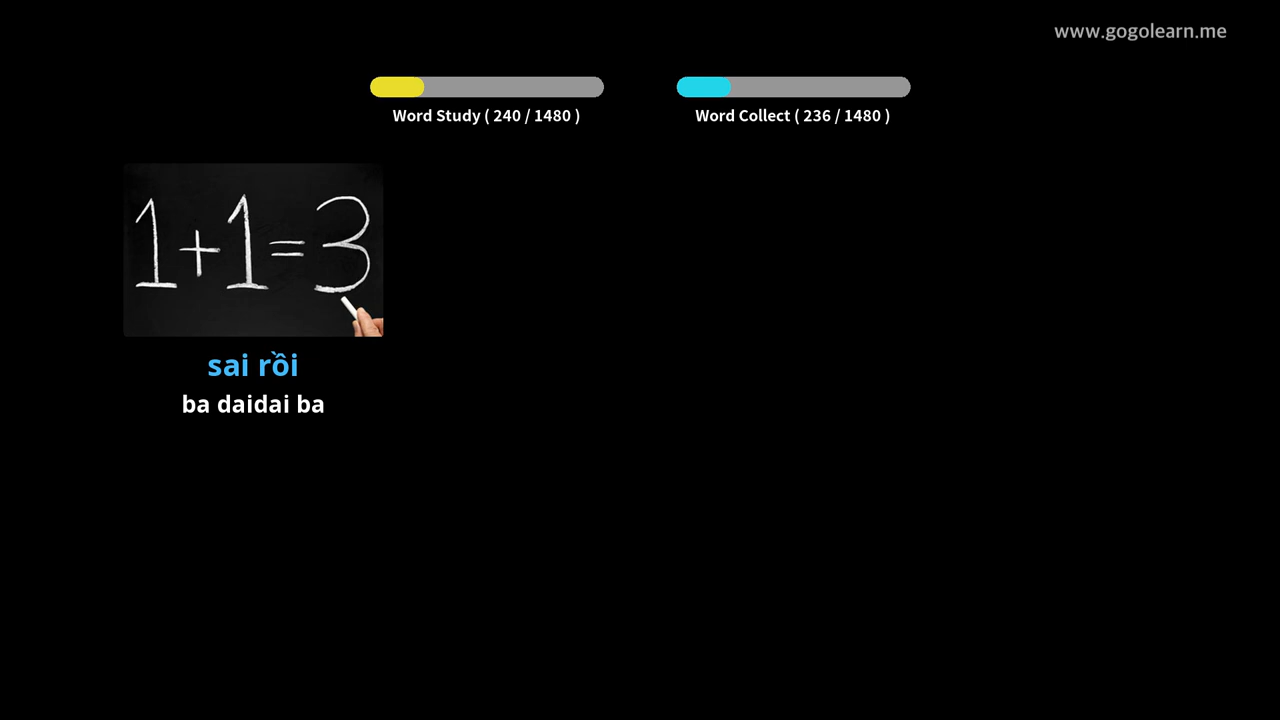 www.gogolearn.me
Word Study ( 240 / 1480 )
Word Collect ( 236 / 1480 )
1+1=3
sai rồi
ba daidai ba